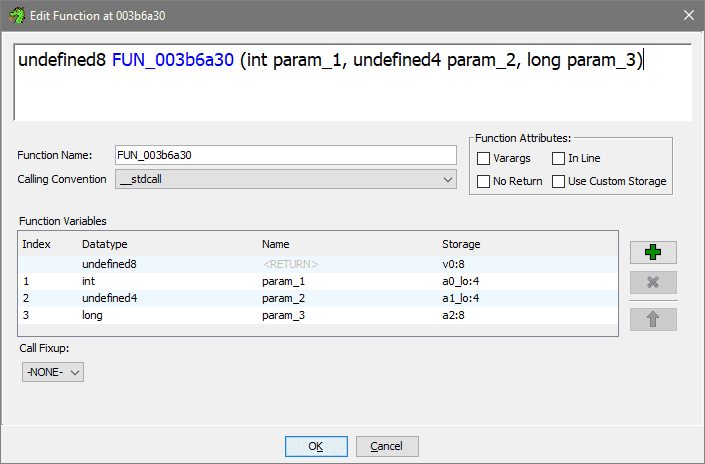 Edit Function at 003b6a30
undefined8 FUN_003b6a30 (int param_1, undefined4 param_2, long param_3)
Function Name: FUN_003b6a30
Calling Convention __stdcall
Function Attributes:
Varargs In Line
No Return Use Custom Storage
Function Variables
Index Datatype Name Storage
undefined8 <RETURN> v0:8
1 int param_1 a0_lo:4
2 undefined4 param_2 a1_lo:4
3 long param_3 a2:8
Call Fixup:
-NONE-
OK Cancel